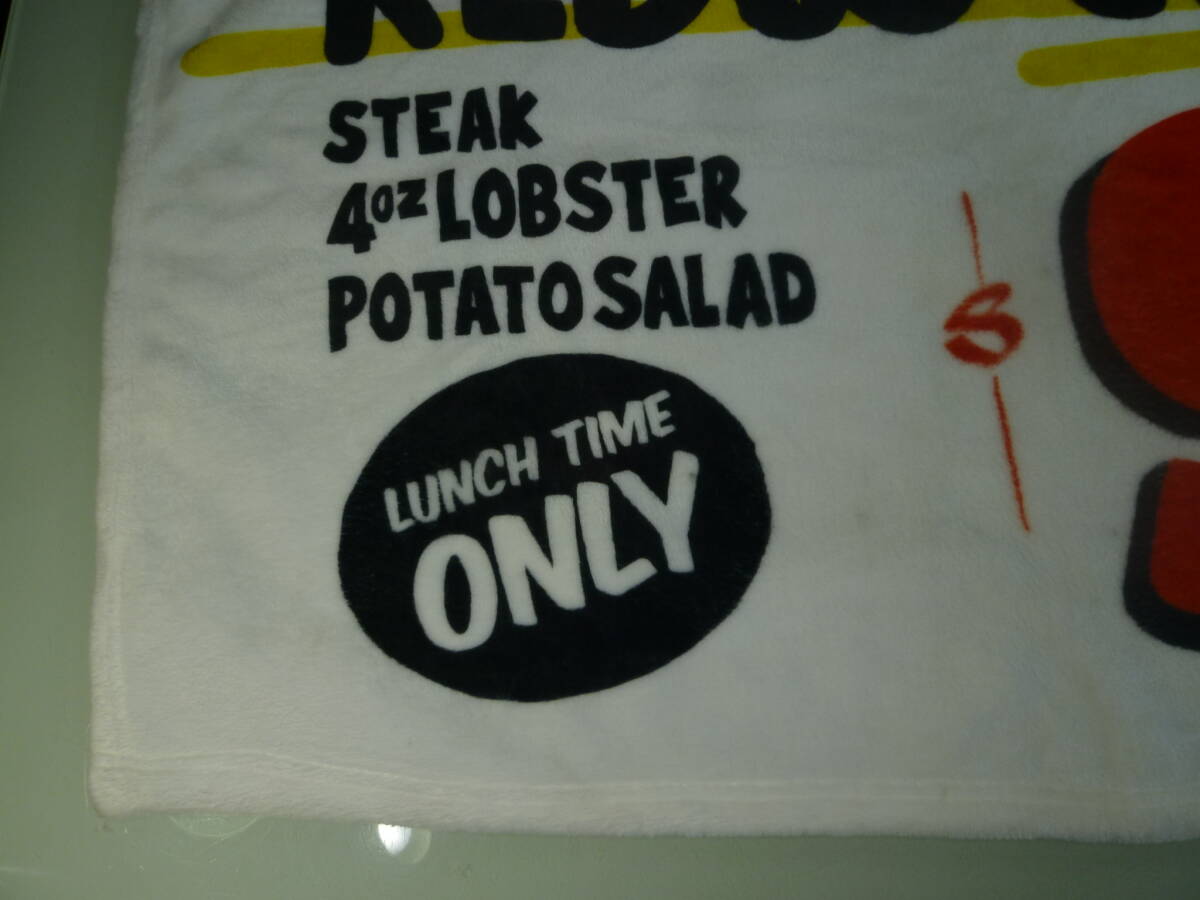 STEAK
4OZ LOBSTER
POTATO SALAD
$
LUNCH TIME
ONLY